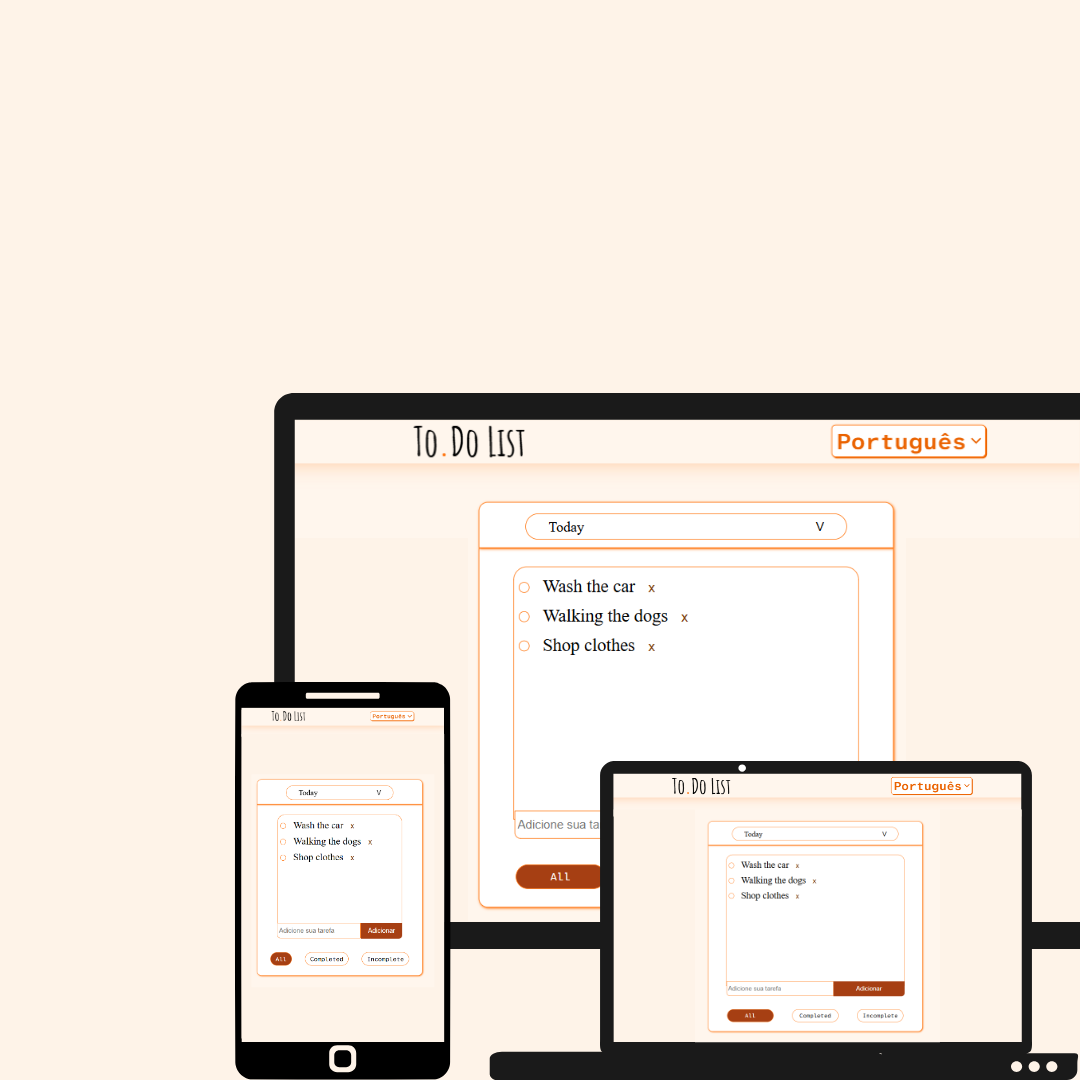 To.Do List
Português
Today V
Wash the car x
Walking the dogs x
Shop clothes x
Adicione sua ta
All
To.Do List
Português
Today V
Wash the car x
Walking the dogs x
Shop clothes x
Adicione sua tarefa Adicionar
All Completed Incomplete
To.Do List
Português
Today V
Wash the car x
Walking the dogs x
Shop clothes x
Adicione sua tarefa Adicionar
All Completed Incomplete